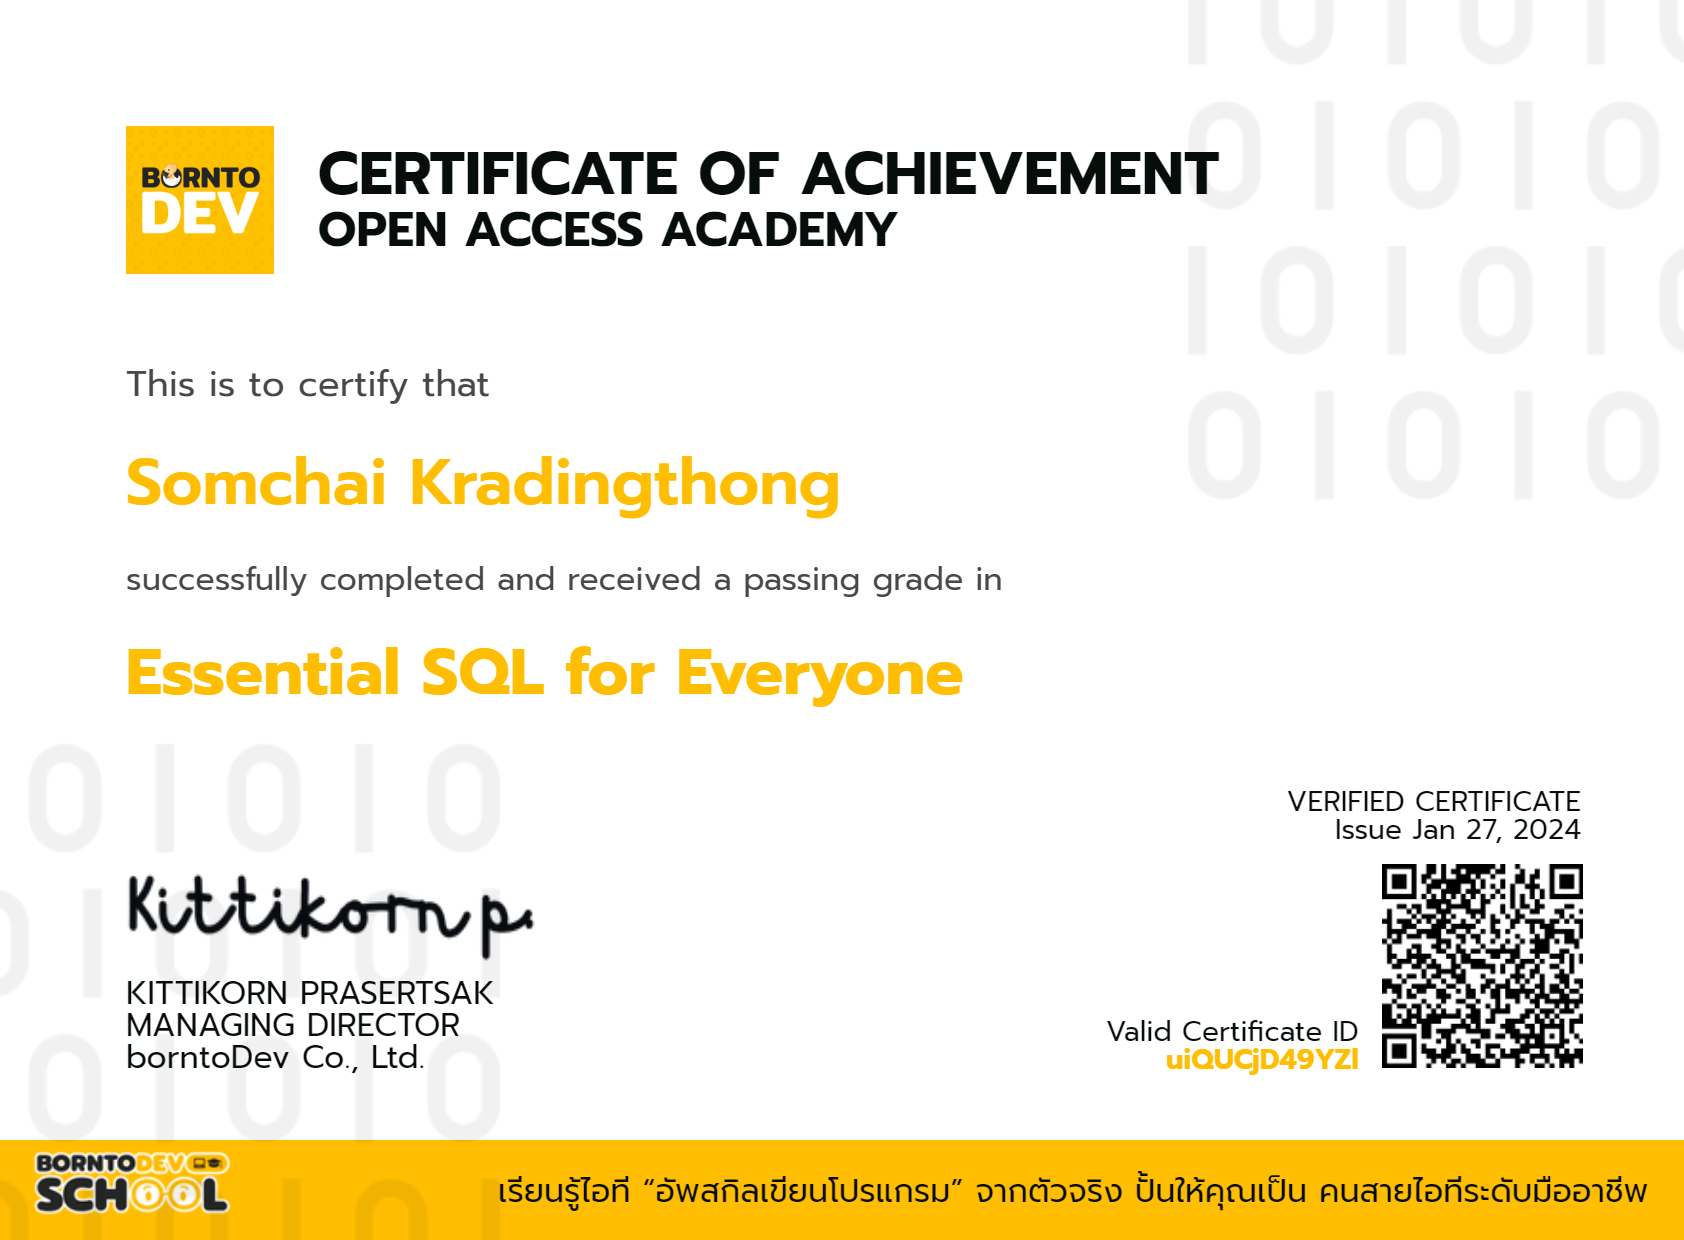 BORNTO
DEV
CERTIFICATE OF ACHIEVEMENT
OPEN ACCESS ACADEMY
This is to certify that
Somchai Kradingthong
successfully completed and received a passing grade in
Essential SQL for Everyone
VERIFIED CERTIFICATE
Issue Jan 27, 2024
Kittikorn p.
KITTIKORN PRASERTSAK
MANAGING DIRECTOR
borntoDev Co., Ltd.
Valid Certificate ID
uiQUCjD49YZl
BORNTODEV
SCHOOL
เรียนรู้ไอที “อัพสกิลเขียนโปรแกรม” จากตัวจริง ปั้นให้คุณเป็น คนสายไอทีระดับมืออาชีพ